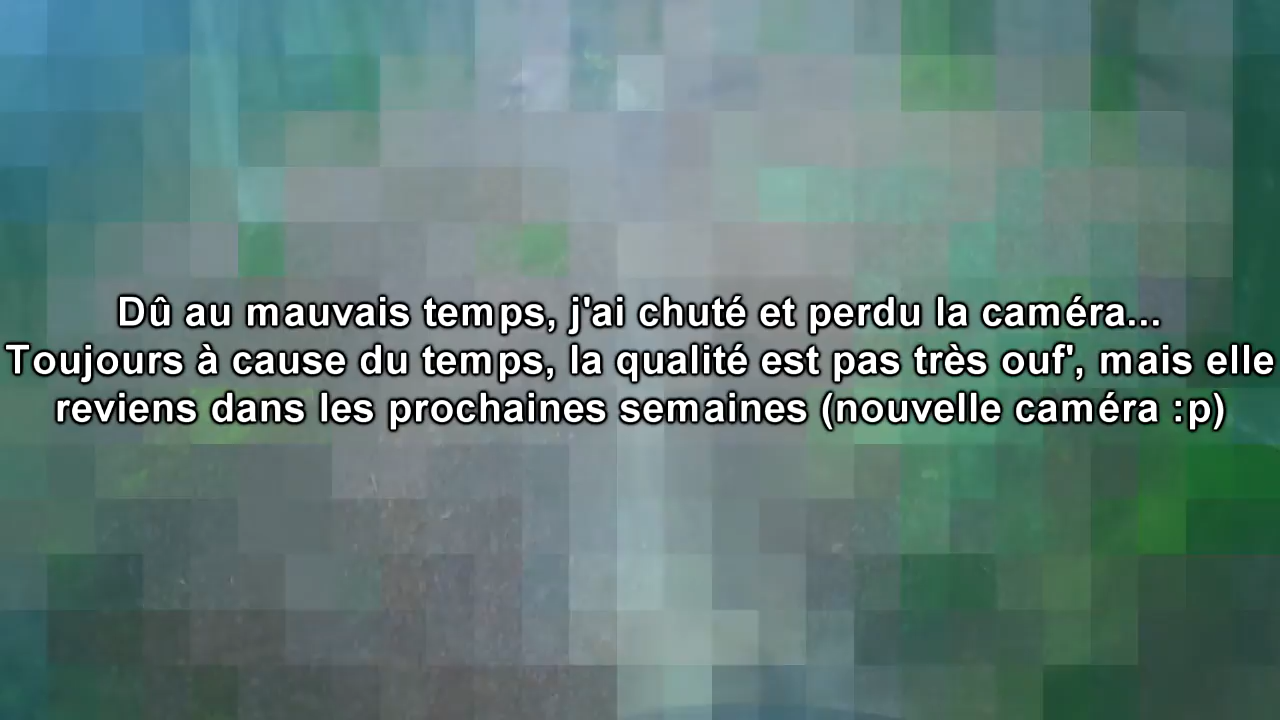 Dû au mauvais temps, j'ai chuté et perdu la caméra...
Toujours à cause du temps, la qualité est pas très ouf', mais elle
reviens dans les prochaines semaines (nouvelle caméra :p)